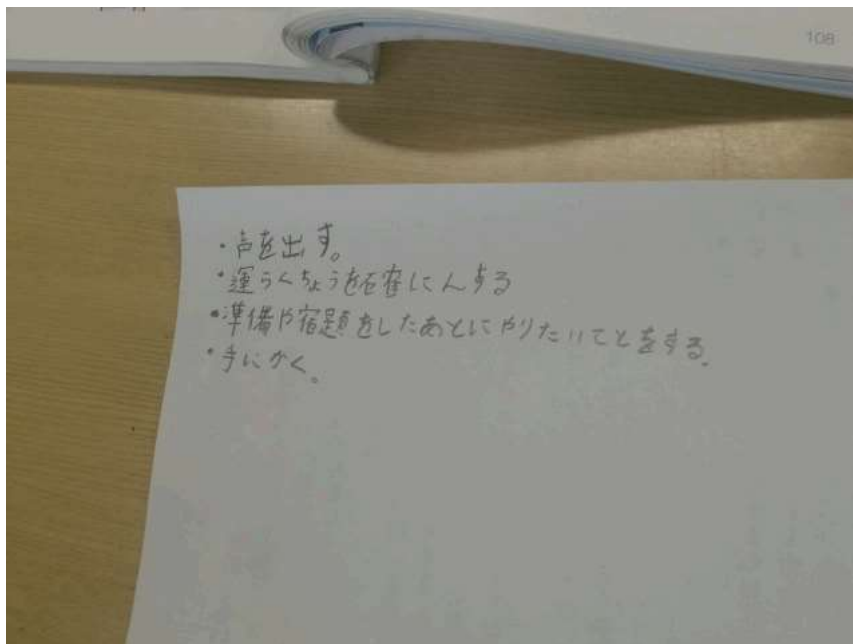 108
・声を出す。
・運らくちょうを確にんする
・準備や宿題をしたあとにやりたいことをする。
・手にかく。